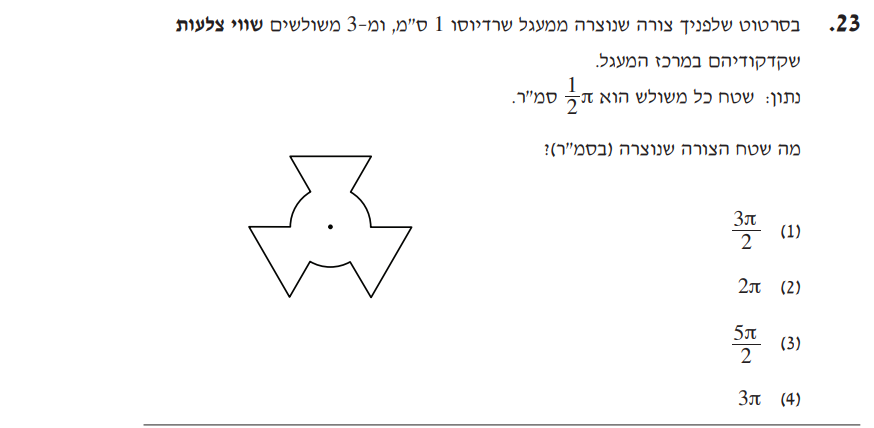 23. בסרטוט שלפניך צורה שנוצרה ממעגל שרדיוסו 1 ס"מ, ומ-3 משולשים שווי צלעות
שקדקודיהם במרכז המעגל.
נתון: שטח כל משולש הוא $\frac{1}{2}\pi$ סמ"ר.
מה שטח הצורה שנוצרה (בסמ"ר)?
(1) $\frac{3\pi}{2}$
(2) $2\pi$
(3) $\frac{5\pi}{2}$
(4) $3\pi$